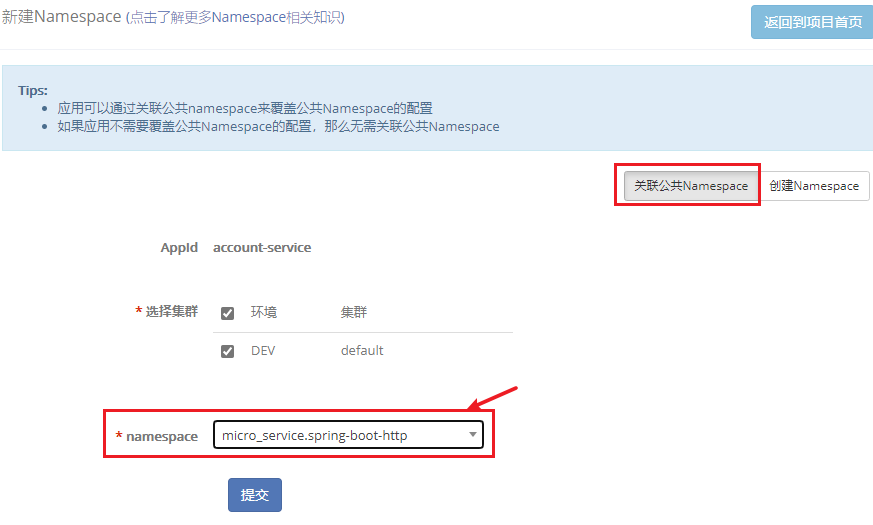 新建Namespace (点击了解更多Namespace相关知识)
返回到项目首页
Tips:
应用可以通过关联公共namespace来覆盖公共Namespace的配置
如果应用不需要覆盖公共Namespace的配置，那么无需关联公共Namespace
关联公共Namespace 创建Namespace
AppId account-service
* 选择集群 环境 集群
DEV default
* namespace micro_service.spring-boot-http
提交